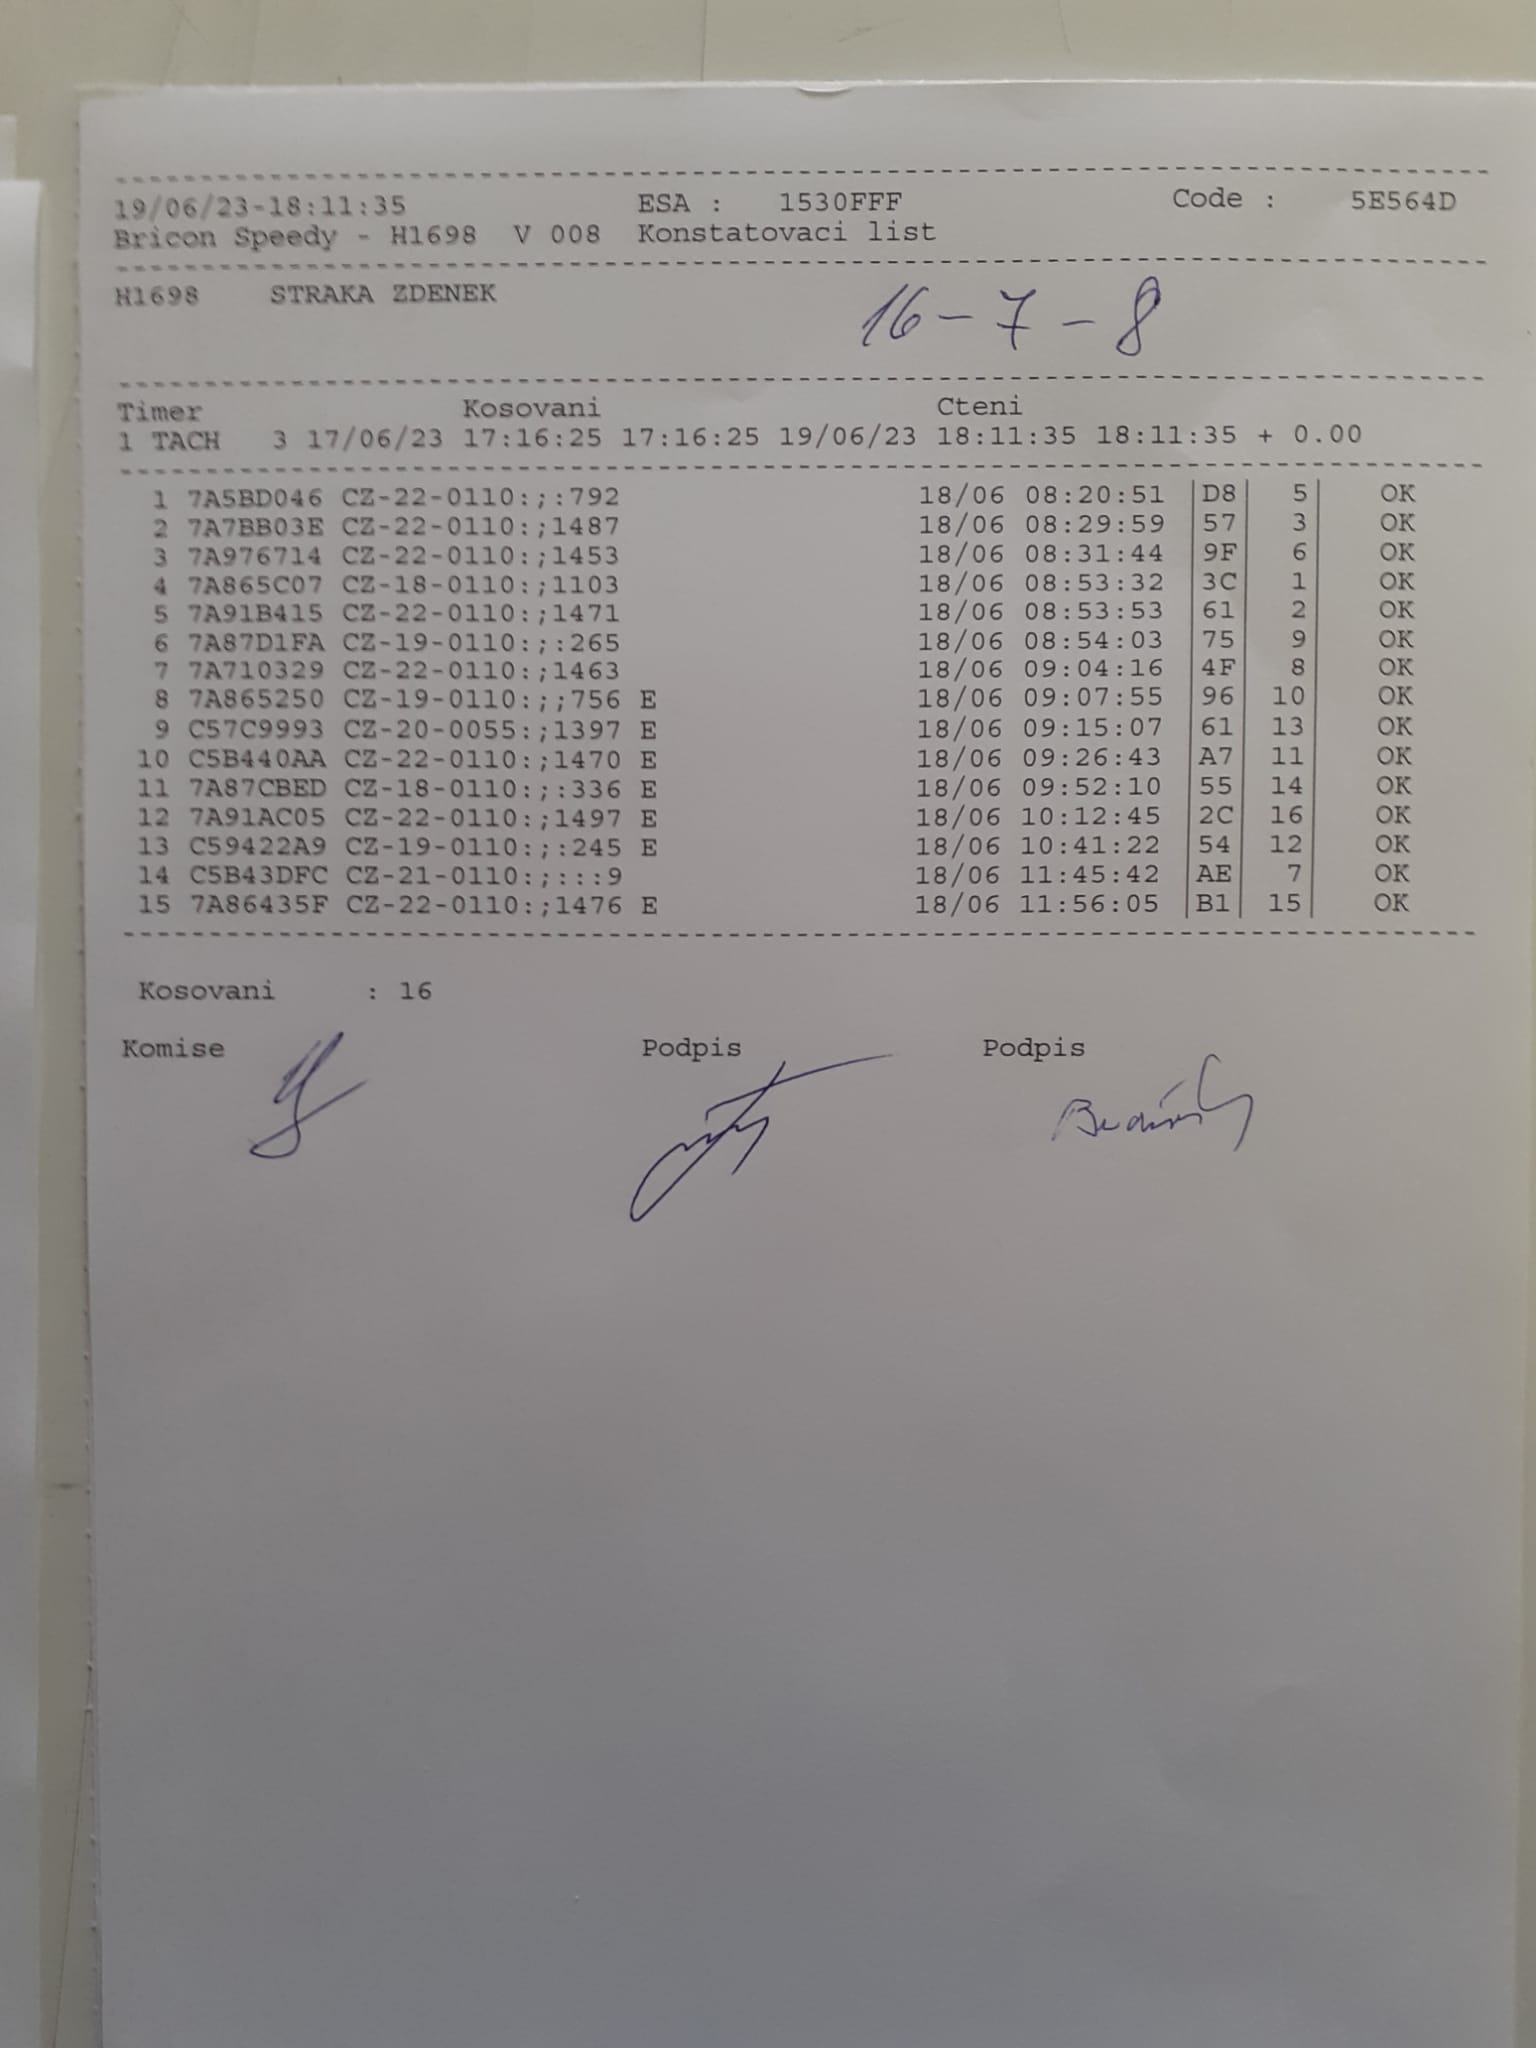 19/06/23-18:11:35 ESA : 1530FFF Code : 5E564D
Bricon Speedy - H1698 V 008 Konstatovaci list
H1698 STRAKA ZDENEK
16 - 7 - 8
Timer Kosovani Cteni
1 TACH 3 17/06/23 17:16:25 17:16:25 19/06/23 18:11:35 18:11:35 + 0.00
1 7A5BD046 CZ-22-0110:;:792 18/06 08:20:51 |D8| 5| OK
2 7A7BB03E CZ-22-0110:;1487 18/06 08:29:59 |57| 3| OK
3 7A976714 CZ-22-0110:;1453 18/06 08:31:44 |9F| 6| OK
4 7A865C07 CZ-18-0110:;1103 18/06 08:53:32 |3C| 1| OK
5 7A91B415 CZ-22-0110:;1471 18/06 08:53:53 |61| 2| OK
6 7A87D1FA CZ-19-0110:;:265 18/06 08:54:03 |75| 9| OK
7 7A710329 CZ-22-0110:;1463 18/06 09:04:16 |4F| 8| OK
8 7A865250 CZ-19-0110:;;756 E 18/06 09:07:55 |96| 10| OK
9 C57C9993 CZ-20-0055:;1397 E 18/06 09:15:07 |61| 13| OK
10 C5B440AA CZ-22-0110:;1470 E 18/06 09:26:43 |A7| 11| OK
11 7A87CBED CZ-18-0110:;:336 E 18/06 09:52:10 |55| 14| OK
12 7A91AC05 CZ-22-0110:;1497 E 18/06 10:12:45 |2C| 16| OK
13 C59422A9 CZ-19-0110:;:245 E 18/06 10:41:22 |54| 12| OK
14 C5B43DFC CZ-21-0110:;:::9 18/06 11:45:42 |AE| 7| OK
15 7A86435F CZ-22-0110:;1476 E 18/06 11:56:05 |B1| 15| OK
Kosovani : 16
Komise Podpis Podpis